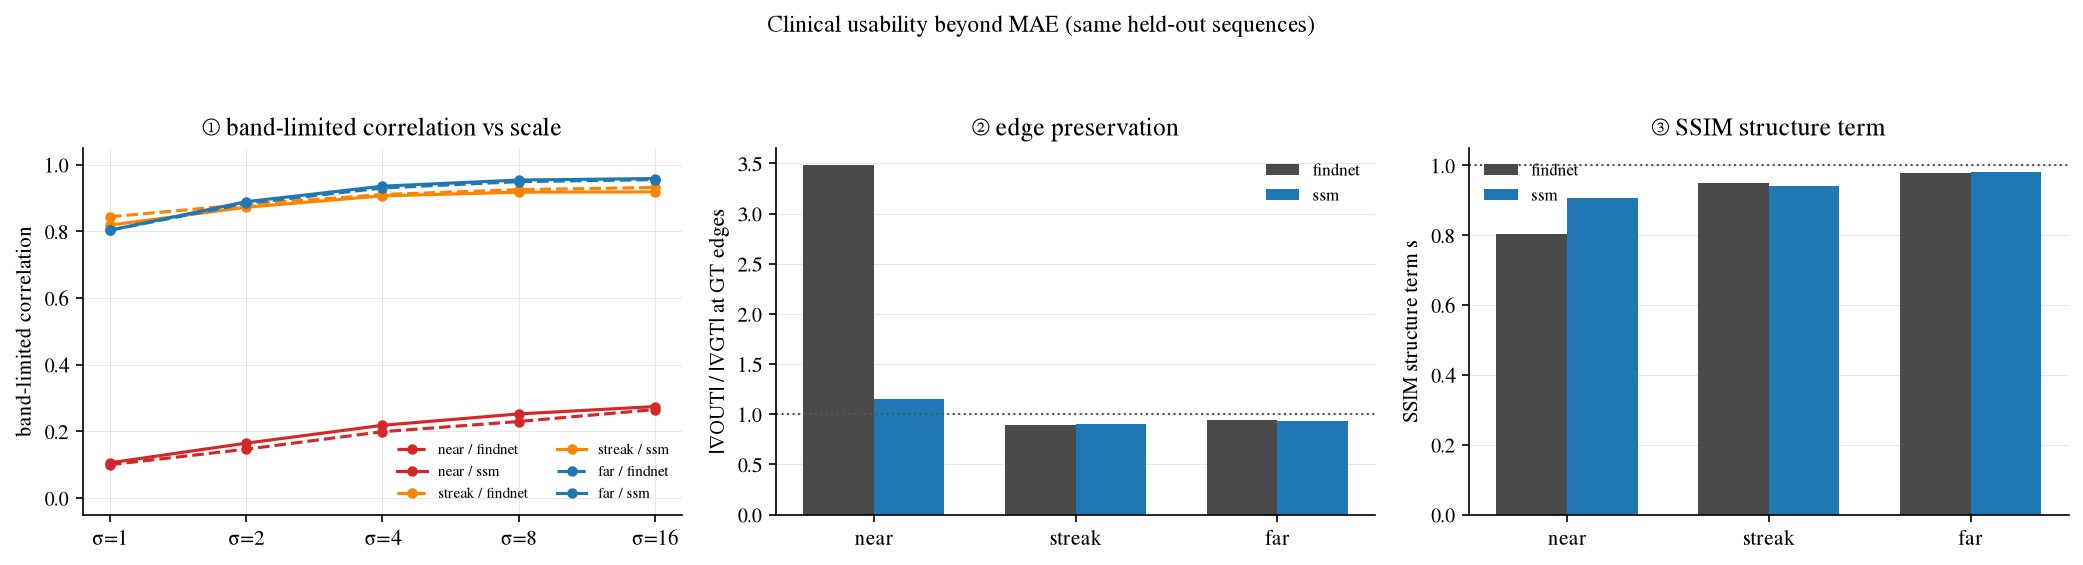 Clinical usability beyond MAE (same held-out sequences)
① band-limited correlation vs scale
band-limited correlation
1.0
0.8
0.6
0.4
0.2
0.0
σ=1
σ=2
σ=4
σ=8
σ=16
near / findnet
near / ssm
streak / findnet
streak / ssm
far / findnet
far / ssm
② edge preservation
|∇OUT| / |∇GT| at GT edges
3.5
3.0
2.5
2.0
1.5
1.0
0.5
0.0
near
streak
far
findnet
ssm
③ SSIM structure term
SSIM structure term s
1.0
0.8
0.6
0.4
0.2
0.0
near
streak
far
findnet
ssm